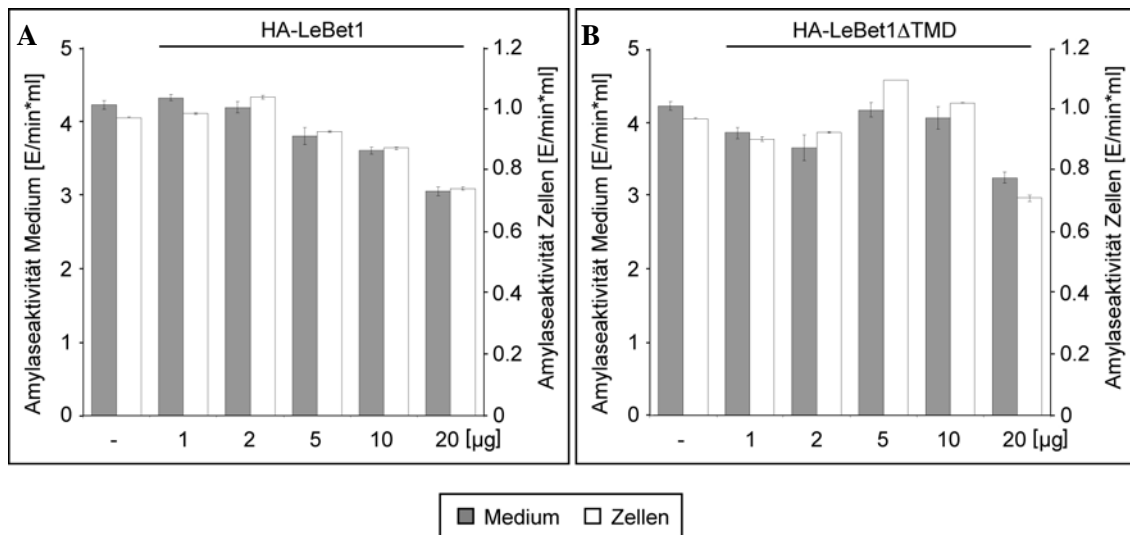 A
HA-LeBet1
Amylaseaktivität Medium [E/min*ml]
5
4
3
2
1
0
1.2
1.0
0.8
0.6
0.4
0.2
0
Amylaseaktivität Zellen [E/min*ml]
- 1 2 5 10 20 [µg]
B
HA-LeBet1ΔTMD
Amylaseaktivität Medium [E/min*ml]
5
4
3
2
1
0
1.2
1.0
0.8
0.6
0.4
0.2
0
Amylaseaktivität Zellen [E/min*ml]
- 1 2 5 10 20 [µg]
Medium Zellen